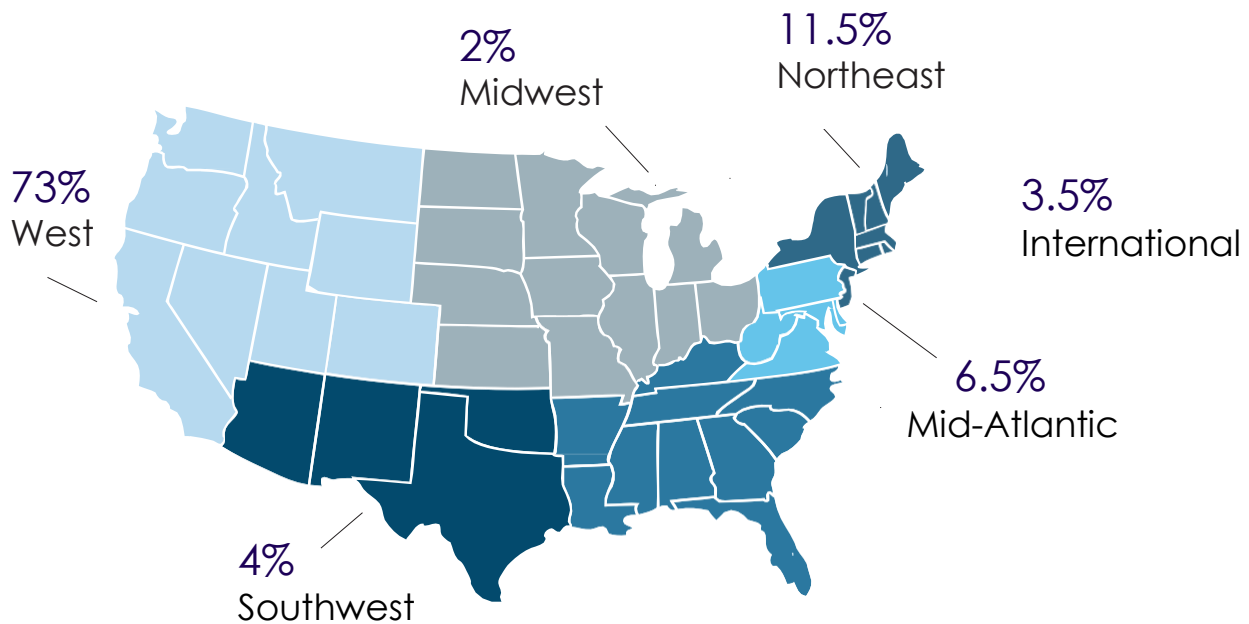 2%
Midwest
11.5%
Northeast
73%
West
3.5%
International
6.5%
Mid-Atlantic
4%
Southwest